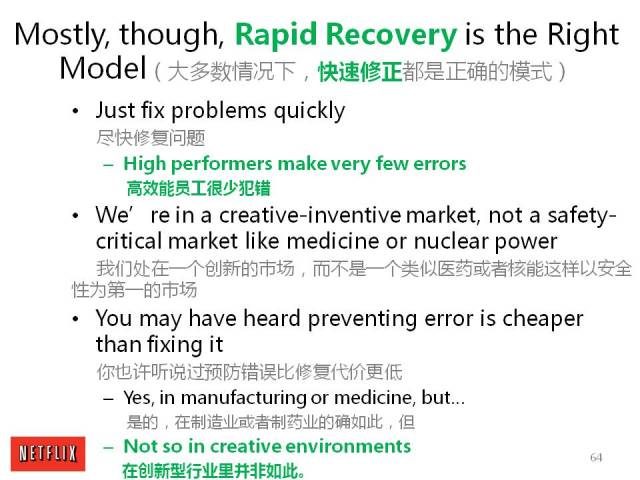 Mostly, though, Rapid Recovery is the Right
Model（大多数情况下，快速修正都是正确的模式）
• Just fix problems quickly
尽快修复问题
– High performers make very few errors
高效能员工很少犯错
• We’re in a creative-inventive market, not a safety-
critical market like medicine or nuclear power
我们处在一个创新的市场，而不是一个类似医药或者核能这样以安全
性为第一的市场
• You may have heard preventing error is cheaper
than fixing it
你也许听说过预防错误比修复代价更低
– Yes, in manufacturing or medicine, but…
是的，在制造业或者制药业的确如此，但
– Not so in creative environments
在创新型行业里并非如此。
NETFLIX
64